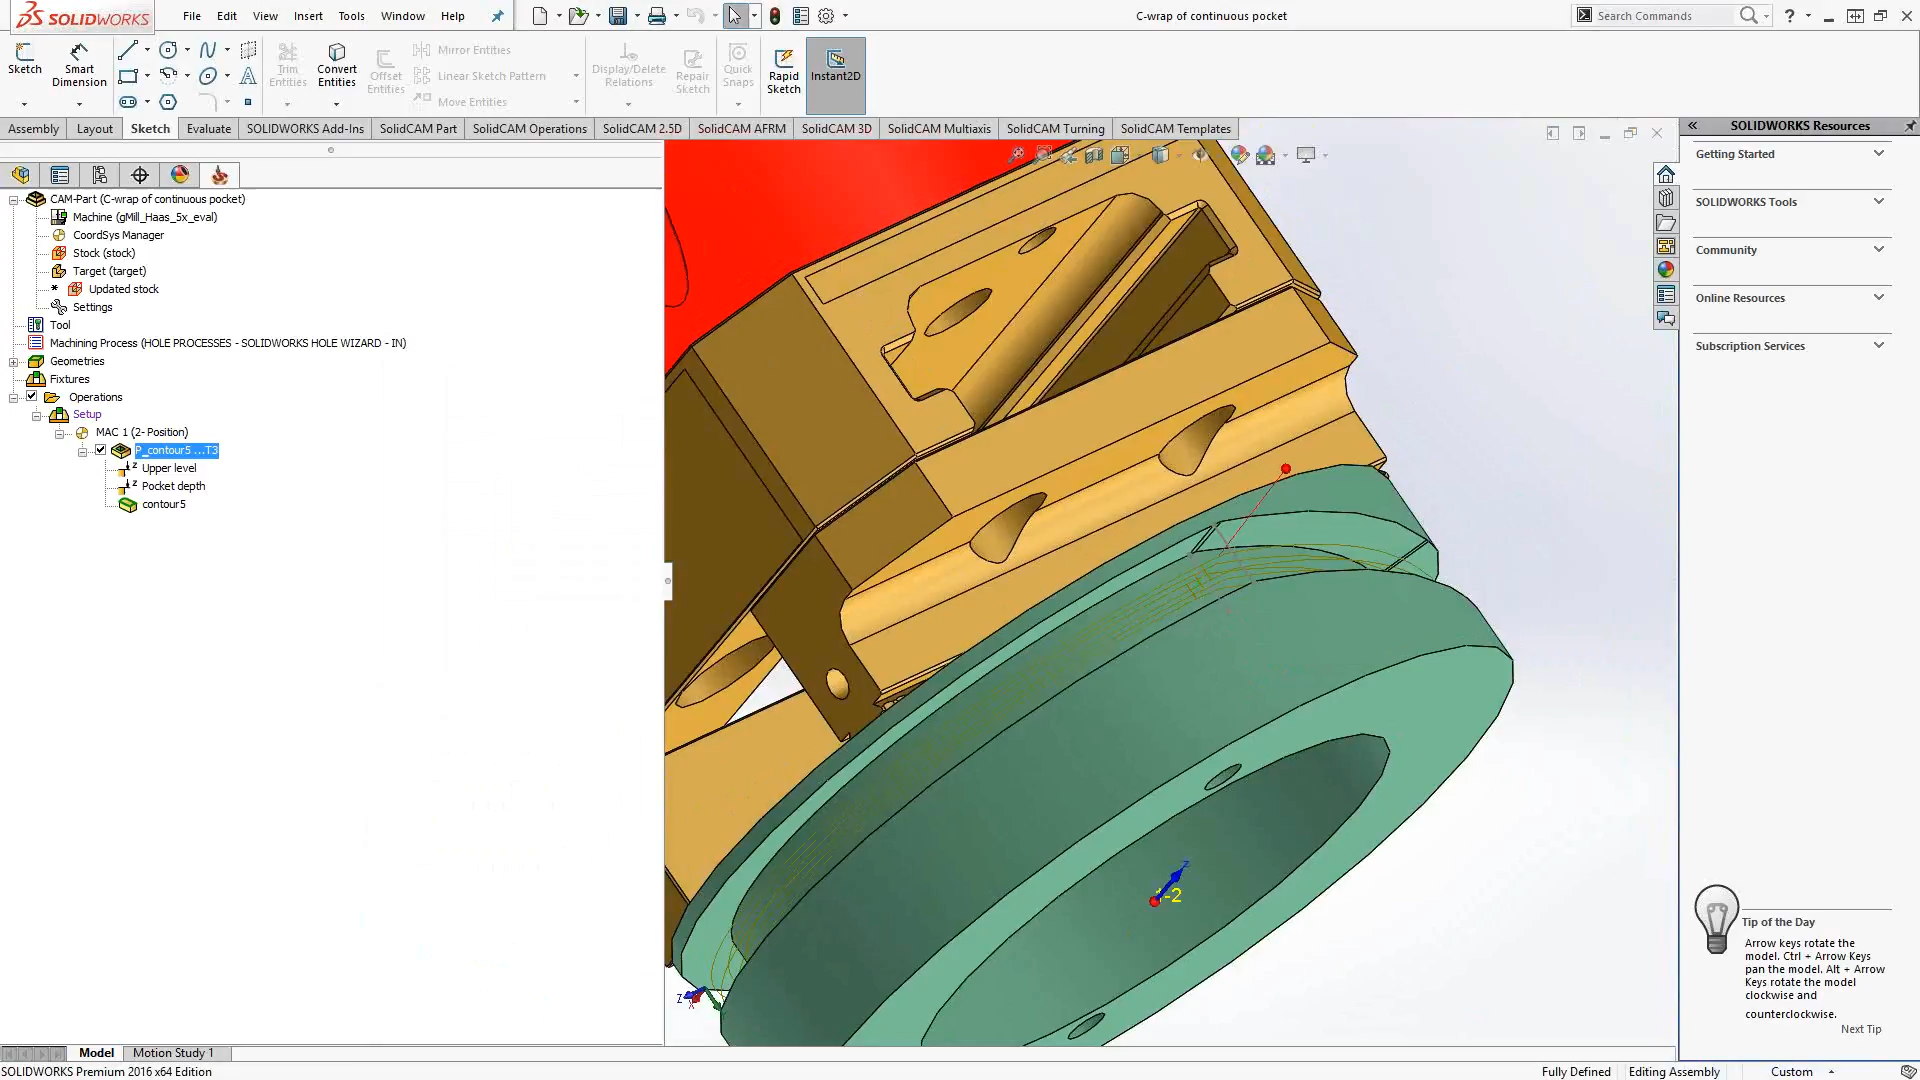 SOLIDWORKS
File Edit View Insert Tools Window Help
C-wrap of continuous pocket
Search Commands
Sketch
Smart Dimension
Trim Entities
Convert Entities
Offset Entities
Mirror Entities
Linear Sketch Pattern
Move Entities
Display/Delete Relations
Repair Sketch
Quick Snaps
Rapid Sketch
Instant2D
Assembly Layout Sketch Evaluate SOLIDWORKS Add-Ins SolidCAM Part SolidCAM Operations SolidCAM 2.5D SolidCAM AFRM SolidCAM 3D SolidCAM Multiaxis SolidCAM Turning SolidCAM Templates
CAM-Part (C-wrap of continuous pocket)
Machine (gMill_Haas_5x_eval)
CoordSys Manager
Stock (stock)
Target (target)
* Updated stock
Settings
Tool
Machining Process (HOLE PROCESSES - SOLIDWORKS HOLE WIZARD - IN)
Geometries
Fixtures
Operations
Setup
MAC 1 (2- Position)
P_contour5 ...T3
Upper level
Pocket depth
contour5
Z
-2
Z
X
SOLIDWORKS Resources
Getting Started
SOLIDWORKS Tools
Community
Online Resources
Subscription Services
Tip of the Day
Arrow keys rotate the
model. Ctrl + Arrow Keys
pan the model. Alt + Arrow
Keys rotate the model
clockwise and
counterclockwise.
Next Tip
Model Motion Study 1
SOLIDWORKS Premium 2016 x64 Edition
Fully Defined Editing Assembly Custom